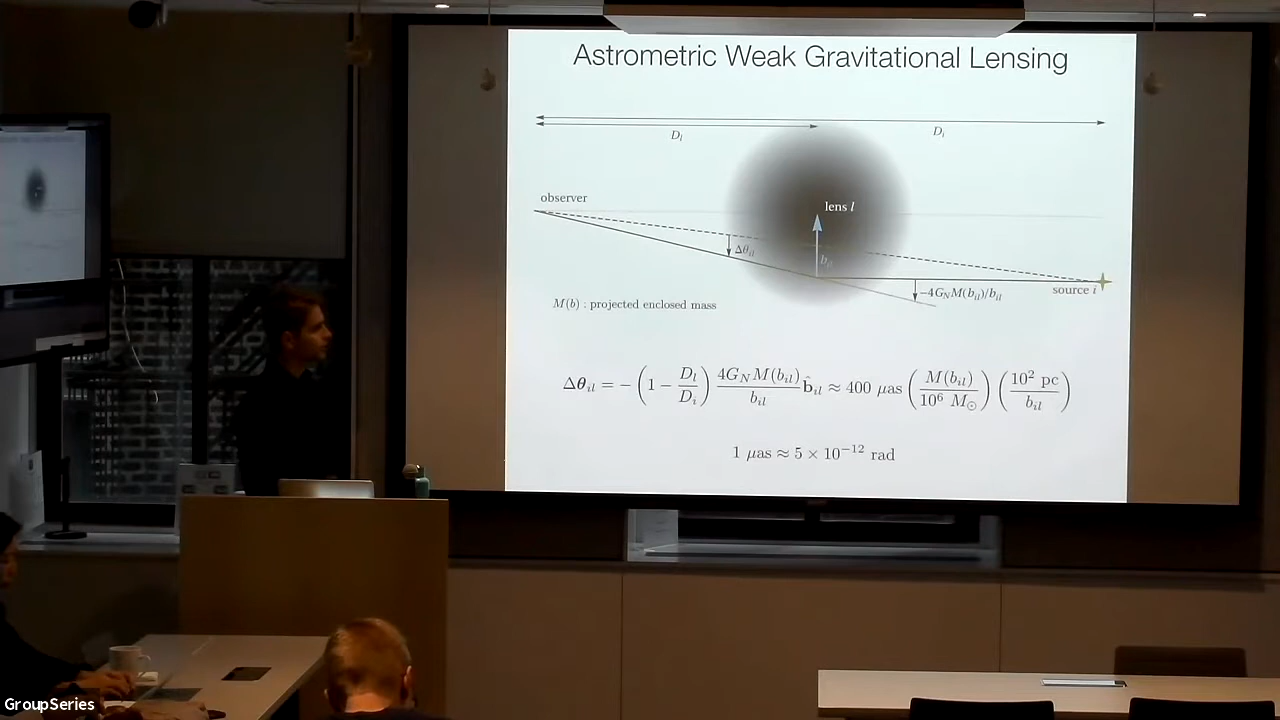 Astrometric Weak Gravitational Lensing
D_l
D_i
observer
lens l
Δθ_il
b_il
source i
−4G_N M(b_il)/b_il
M(b) : projected enclosed mass
Δθ_il = −(1 − D_l/D_i) 4G_N M(b_il)/b_il b̂_il ≈ 400 μas (M(b_il)/10^6 M_⊙) (10^2 pc/b_il)
1 μas ≈ 5 × 10^−12 rad
GroupSeries